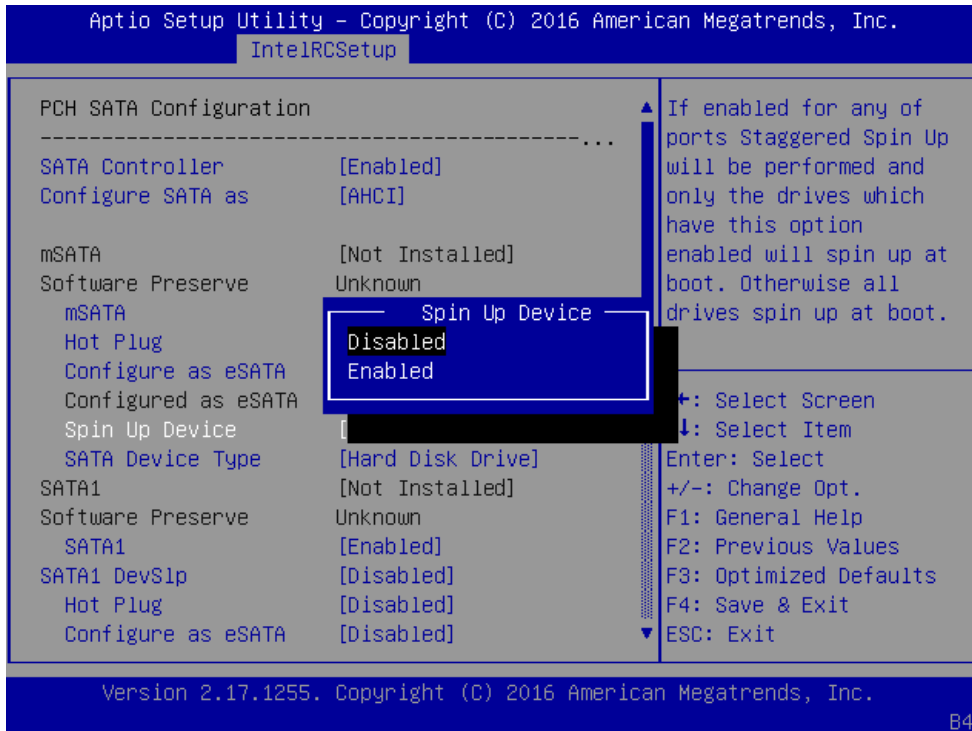 Aptio Setup Utility – Copyright (C) 2016 American Megatrends, Inc.
IntelRCSetup
PCH SATA Configuration
--------------------------------------------...
SATA Controller [Enabled]
Configure SATA as [AHCI]
mSATA [Not Installed]
Software Preserve Unknown
mSATA
Hot Plug
Configure as eSATA
Configured as eSATA
Spin Up Device [
SATA Device Type [Hard Disk Drive]
SATA1 [Not Installed]
Software Preserve Unknown
SATA1 [Enabled]
SATA1 DevSlp [Disabled]
Hot Plug [Disabled]
Configure as eSATA [Disabled]
Spin Up Device
Disabled
Enabled
If enabled for any of
ports Staggered Spin Up
will be performed and
only the drives which
have this option
enabled will spin up at
boot. Otherwise all
drives spin up at boot.
: Select Screen
: Select Item
Enter: Select
+/-: Change Opt.
F1: General Help
F2: Previous Values
F3: Optimized Defaults
F4: Save & Exit
ESC: Exit
Version 2.17.1255. Copyright (C) 2016 American Megatrends, Inc.
B4